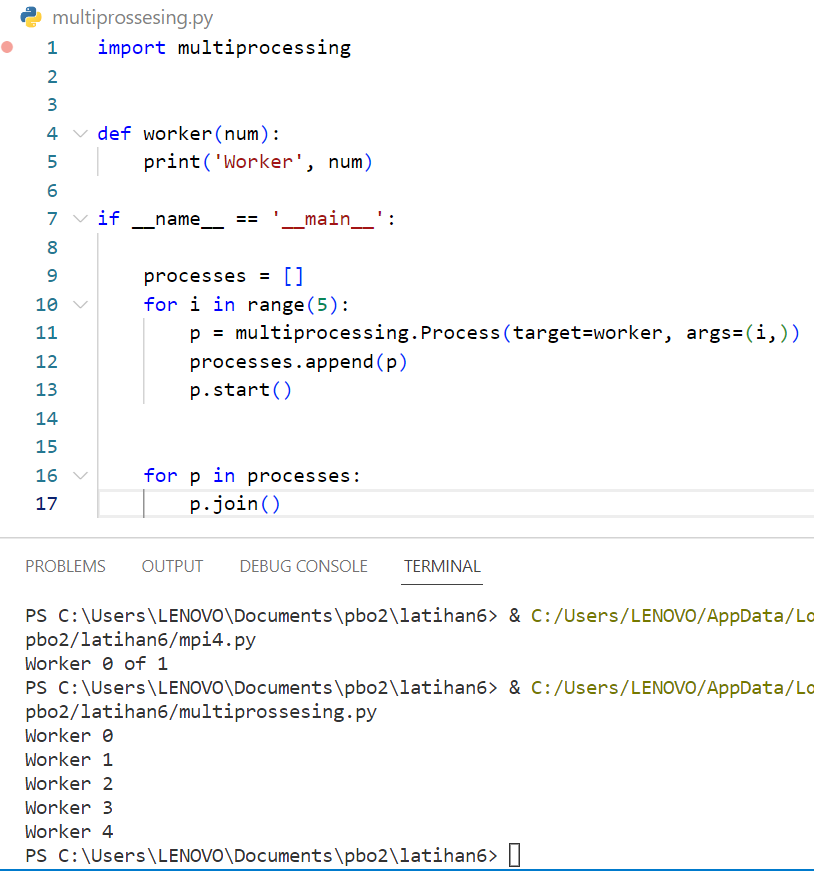 multiprossesing.py
1 import multiprocessing
2
3
4 def worker(num):
5     print('Worker', num)
6
7 if __name__ == '__main__':
8
9     processes = []
10     for i in range(5):
11         p = multiprocessing.Process(target=worker, args=(i,))
12         processes.append(p)
13         p.start()
14
15
16     for p in processes:
17         p.join()
PROBLEMS OUTPUT DEBUG CONSOLE TERMINAL
PS C:\Users\LENOVO\Documents\pbo2\latihan6> & C:/Users/LENOVO/AppData/Lo
pbo2/latihan6/mpi4.py
Worker 0 of 1
PS C:\Users\LENOVO\Documents\pbo2\latihan6> & C:/Users/LENOVO/AppData/Lo
pbo2/latihan6/multiprossesing.py
Worker 0
Worker 1
Worker 2
Worker 3
Worker 4
PS C:\Users\LENOVO\Documents\pbo2\latihan6>